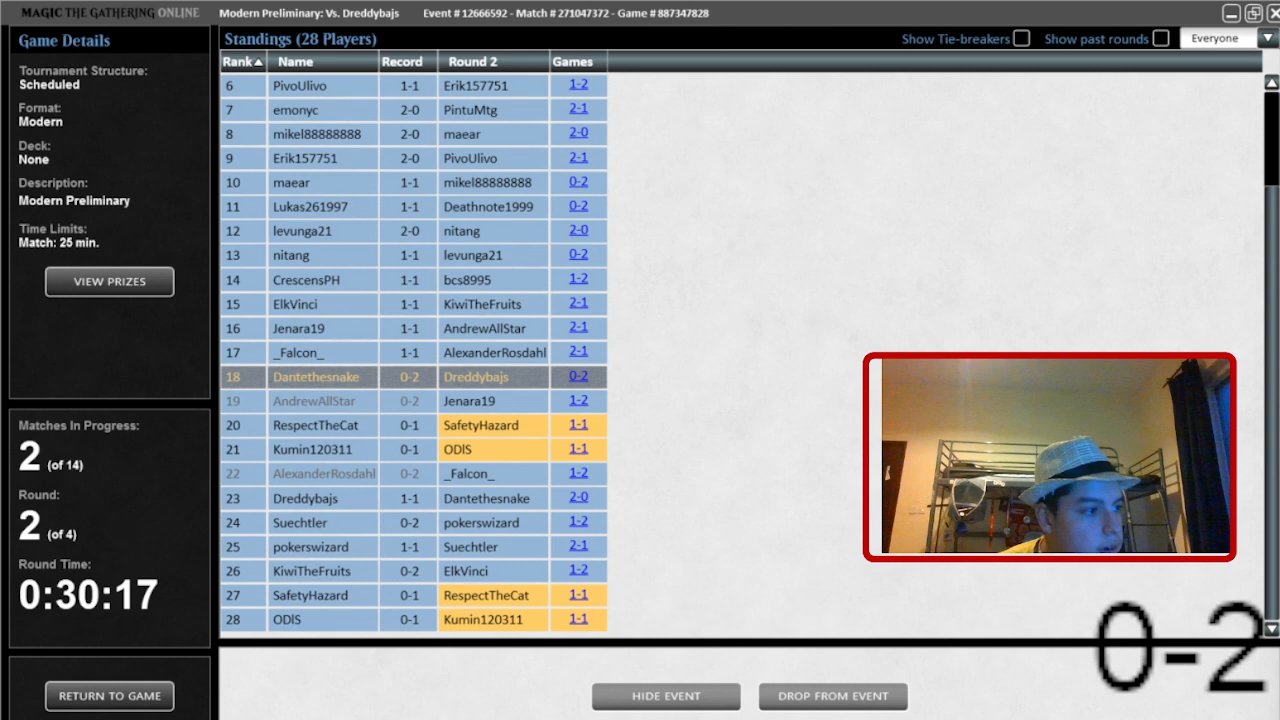 MAGIC THE GATHERING ONLINE Modern Preliminary: Vs. Dreddybajs Event # 12666592 - Match # 271047372 - Game # 887347828
Game Details
Tournament Structure:
Scheduled
Format:
Modern
Deck:
None
Description:
Modern Preliminary
Time Limits:
Match: 25 min.
VIEW PRIZES
Matches In Progress:
2 (of 14)
Round:
2 (of 4)
Round Time:
0:30:17
RETURN TO GAME
Standings (28 Players) Show Tie-breakers Show past rounds Everyone
Rank Name Record Round 2 Games
6 PivoUlivo 1-1 Erik157751 1-2
7 emonyc 2-0 PintuMtg 2-1
8 mikel88888888 2-0 maear 2-0
9 Erik157751 2-0 PivoUlivo 2-1
10 maear 1-1 mikel88888888 0-2
11 Lukas261997 1-1 Deathnote1999 0-2
12 levunga21 2-0 nitang 2-0
13 nitang 1-1 levunga21 0-2
14 CrescensPH 1-1 bcs8995 1-2
15 ElkVinci 1-1 KiwiTheFruits 2-1
16 Jenara19 1-1 AndrewAllStar 2-1
17 _Falcon_ 1-1 AlexanderRosdahl 2-1
18 Dantethesnake 0-2 Dreddybajs 0-2
19 AndrewAllStar 0-2 Jenara19 1-2
20 RespectTheCat 0-1 SafetyHazard 1-1
21 Kumin120311 0-1 ODlS 1-1
22 AlexanderRosdahl 0-2 _Falcon_ 1-2
23 Dreddybajs 1-1 Dantethesnake 2-0
24 Suechtler 0-2 pokerswizard 1-2
25 pokerswizard 1-1 Suechtler 2-1
26 KiwiTheFruits 0-2 ElkVinci 1-2
27 SafetyHazard 0-1 RespectTheCat 1-1
28 ODlS 0-1 Kumin120311 1-1
0-2
HIDE EVENT DROP FROM EVENT